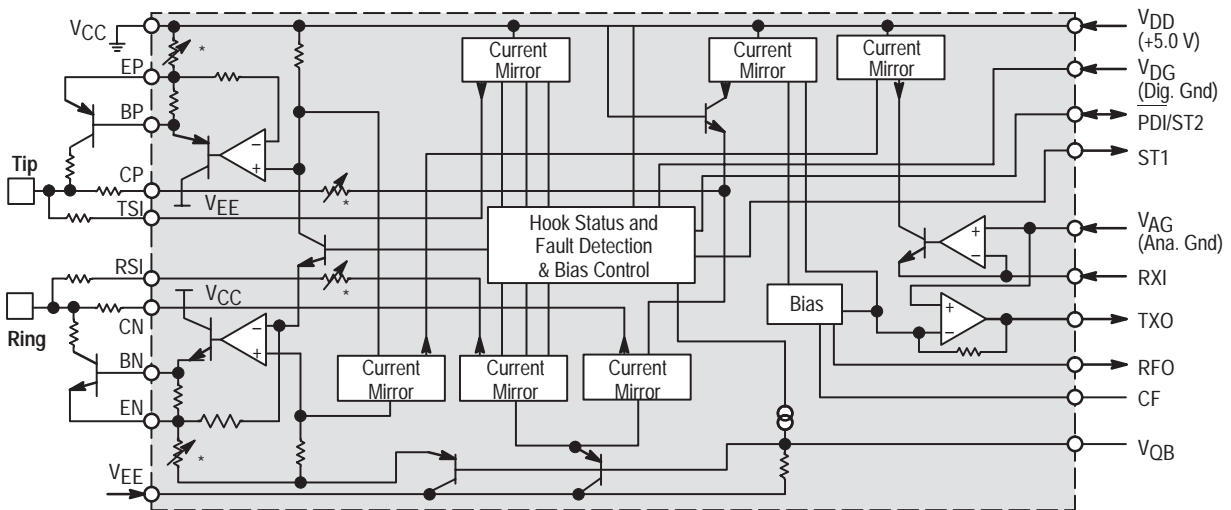 VCC
EP
BP
Tip
CP
TSI
RSI
Ring
CN
BN
EN
VEE
*
VEE
*
*
VCC
*
Current
Mirror
Current
Mirror
Current
Mirror
Hook Status and
Fault Detection
& Bias Control
Bias
Current
Mirror
Current
Mirror
Current
Mirror
−
+
−
+
+
−
+
−
VDD
(+5.0 V)
VDG
(Dig. Gnd)
PDI/ST2
ST1
VAG
(Ana. Gnd)
RXI
TXO
RFO
CF
VQB